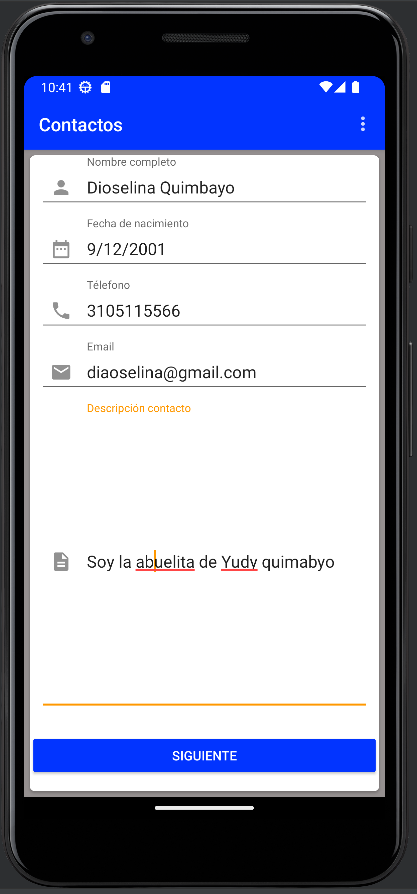 10:41
Contactos
Nombre completo
Dioselina Quimbayo
Fecha de nacimiento
9/12/2001
Télefono
3105115566
Email
diaoselina@gmail.com
Descripción contacto
Soy la abuelita de Yudy quimabyo
SIGUIENTE